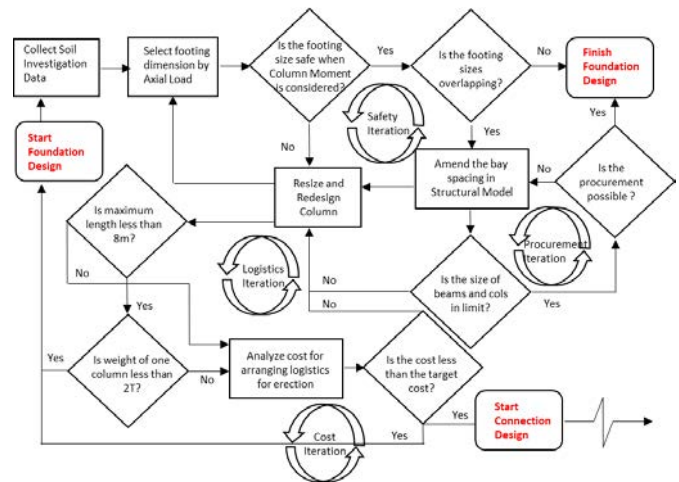 Collect Soil
Investigation
Data
Select footing
dimension by
Axial Load
Is the footing
size safe when
Column Moment
is considered?
Yes
Is the footing
sizes
overlapping?
No
Finish
Foundation
Design
Start
Foundation
Design
Safety
Iteration
No
Yes
Yes
Resize and
Redesign
Column
Amend the bay
spacing in
Structural Model
No
Is the
procurement
possible ?
Is maximum
length less than
8m?
Logistics
Iteration
Procurement
Iteration
No
No
No
Is the size of
beams and cols in
limit?
Yes
Yes
Yes
Is weight of one
column less than
2T?
No
Analyze cost for
arranging logistics
for erection
Is the cost less
than the target
cost?
Yes
Start
Connection
Design
Cost
Iteration
Yes